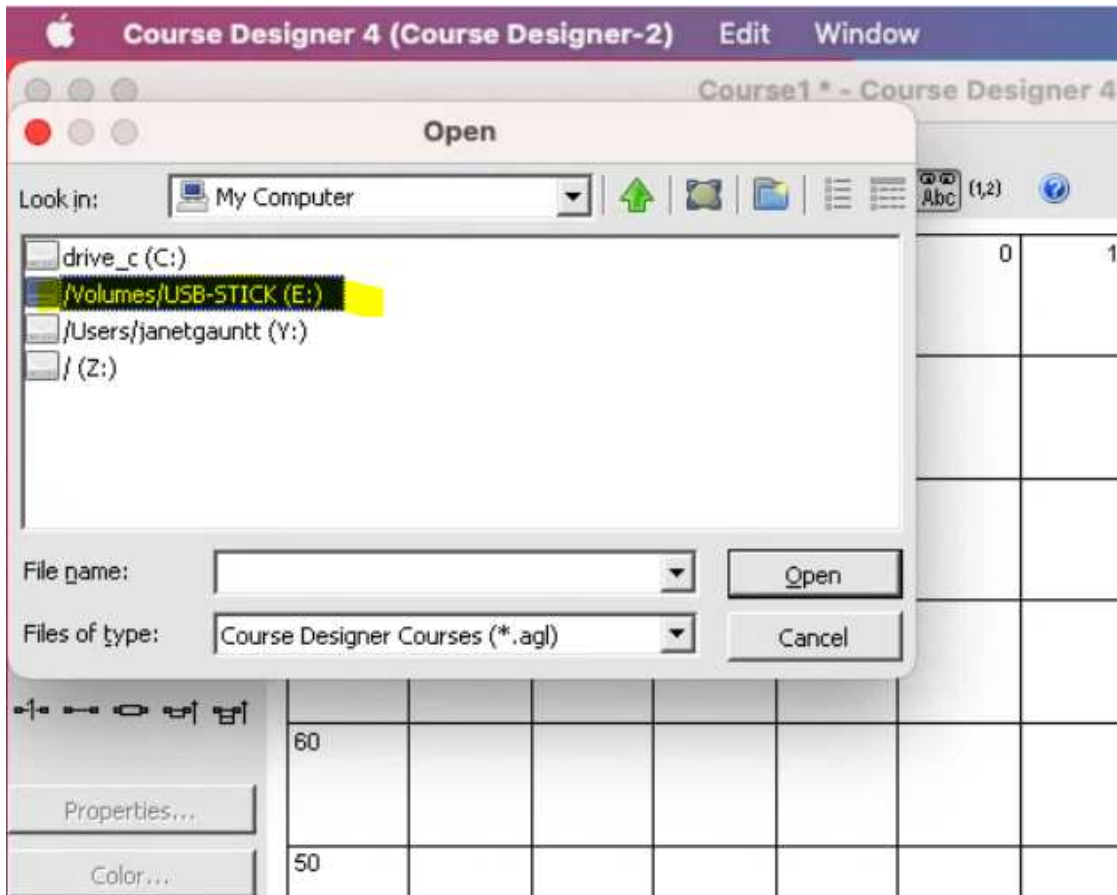 Course Designer 4 (Course Designer-2) Edit Window
Course1 * - Course Designer 4
Open
Look in: My Computer
Abc (1,2) ?
drive_c (C:)
/Volumes/USB-STICK (E:)
/Users/janetgauntt (Y:)
/ (Z:)
0 1
File name: Open
Files of type: Course Designer Courses (*.agl) Cancel
60
Properties...
50
Color...